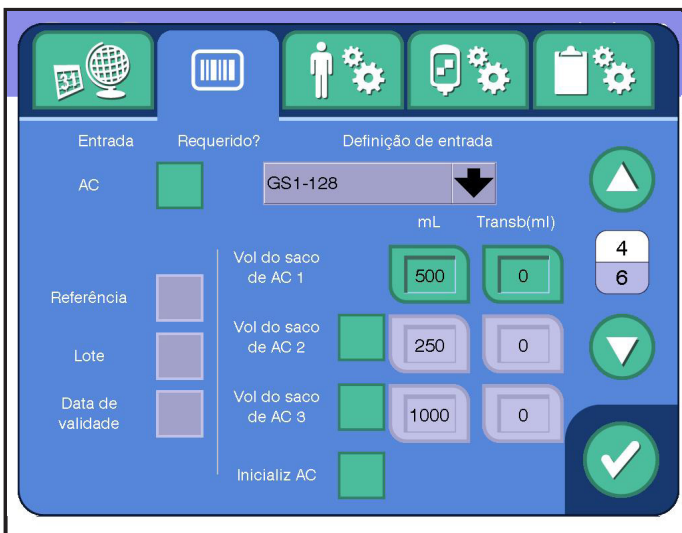 31
Entrada Requerido? Definição de entrada
AC GS1-128
mL Transb(ml)
Vol do saco
de AC 1 500 0
4
6
Referência
Vol do saco
de AC 2 250 0
Lote
Vol do saco
de AC 3 1000 0
Data de
validade
Inicializ AC